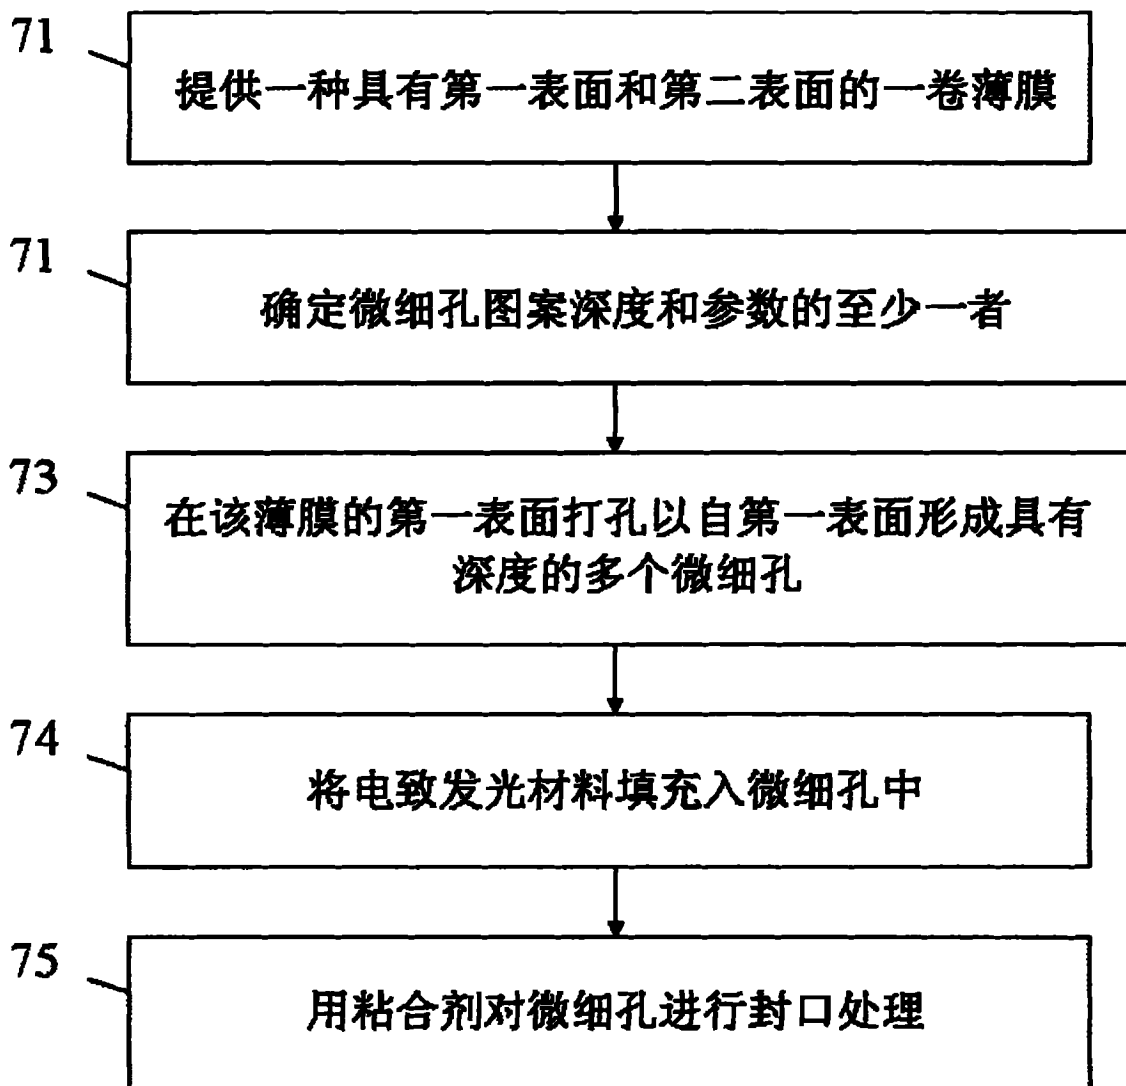 71
提供一种具有第一表面和第二表面的一卷薄膜
71
确定微细孔图案深度和参数的至少一者
73
在该薄膜的第一表面打孔以自第一表面形成具有
深度的多个微细孔
74
将电致发光材料填充入微细孔中
75
用粘合剂对微细孔进行封口处理